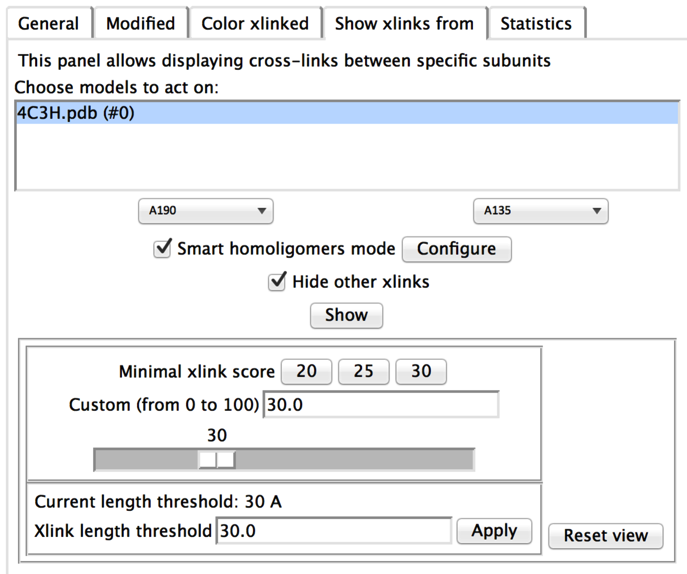 General Modified Color xlinked Show xlinks from Statistics
This panel allows displaying cross-links between specific subunits
Choose models to act on:
4C3H.pdb (#0)
A190 A135
Smart homoligomers mode Configure
Hide other xlinks
Show
Minimal xlink score 20 25 30
Custom (from 0 to 100) 30.0
30
Current length threshold: 30 A
Xlink length threshold 30.0 Apply Reset view